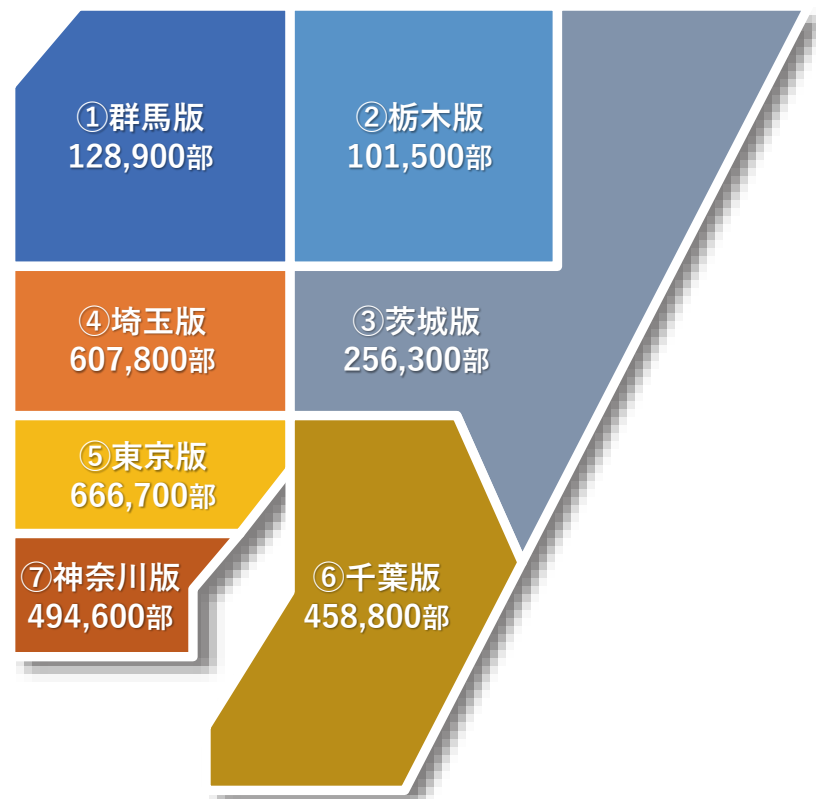 ①群馬版
128,900部
②栃木版
101,500部
④埼玉版
607,800部
③茨城版
256,300部
⑤東京版
666,700部
⑦神奈川版
494,600部
⑥千葉版
458,800部